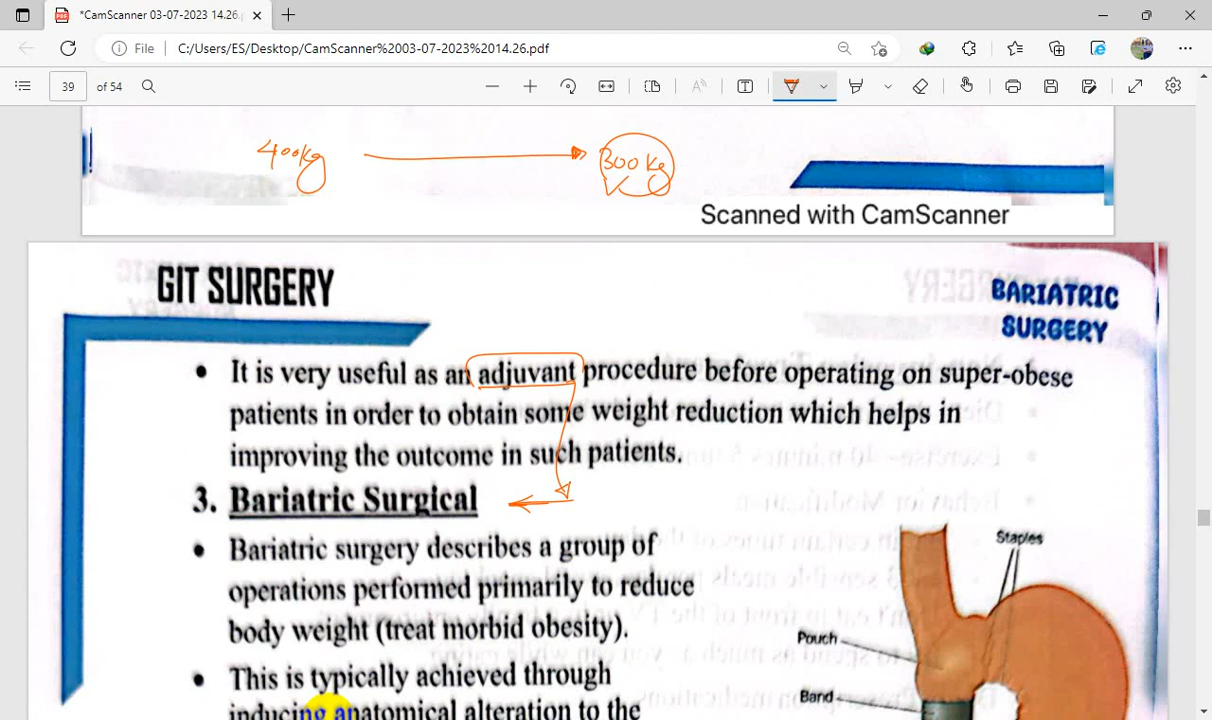 *CamScanner 03-07-2023 14.26.
File C:/Users/ES/Desktop/CamScanner%2003-07-2023%2014.26.pdf
39 of 54
400kg 300kg
Scanned with CamScanner
GIT SURGERY
BARIATRIC
SURGERY
• It is very useful as an adjuvant procedure before operating on super-obese
patients in order to obtain some weight reduction which helps in
improving the outcome in such patients.
3. Bariatric Surgical
• Bariatric surgery describes a group of
operations performed primarily to reduce
body weight (treat morbid obesity).
• This is typically achieved through
inducing anatomical alteration to the
Staples
Pouch
Band